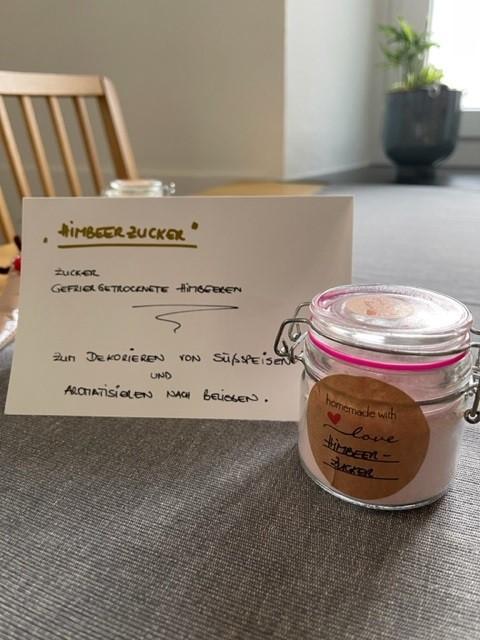 "HIMBEERZUCKER"
ZUCKER
GEFRIERGETROCKNETE HIMBEEREN
ZUM DEKORIEREN VON SÜßSPEISEN
UND
AROMATISIEREN NACH BELIEBEN.
homemade with
love
HIMBEER-
ZUCKER